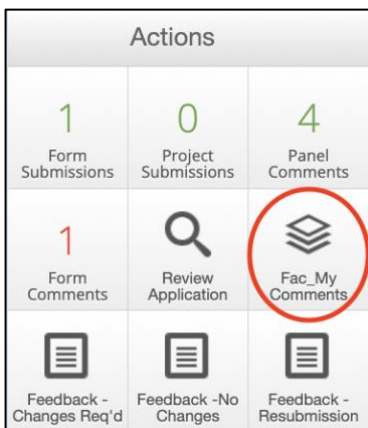 Actions
1
0
4
Form
Submissions
Project
Submissions
Panel
Comments
1
Form
Comments
Review
Application
Fac_My
Comments
Feedback -
Changes Req'd
Feedback -No
Changes
Feedback -
Resubmission